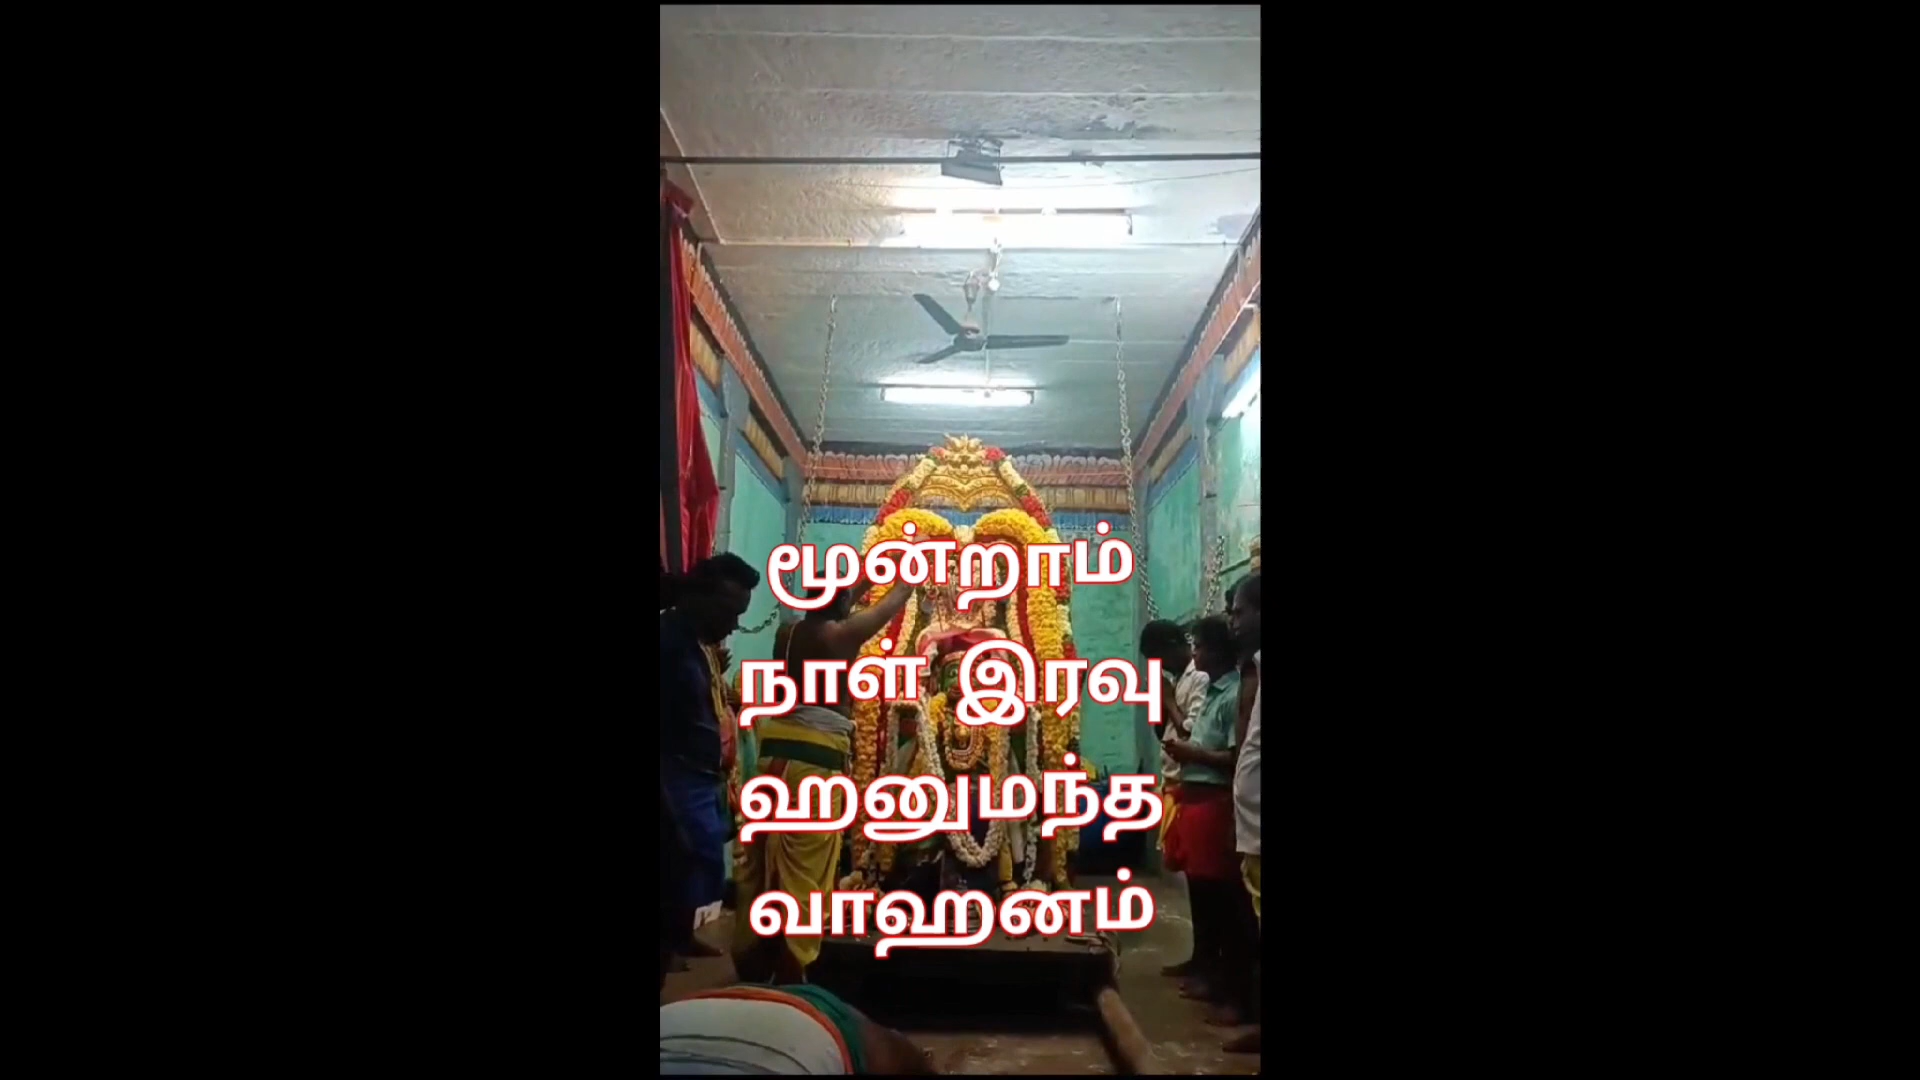 மூன்றாம்
நாள் இரவு
ஹனுமந்த
வாஹனம்